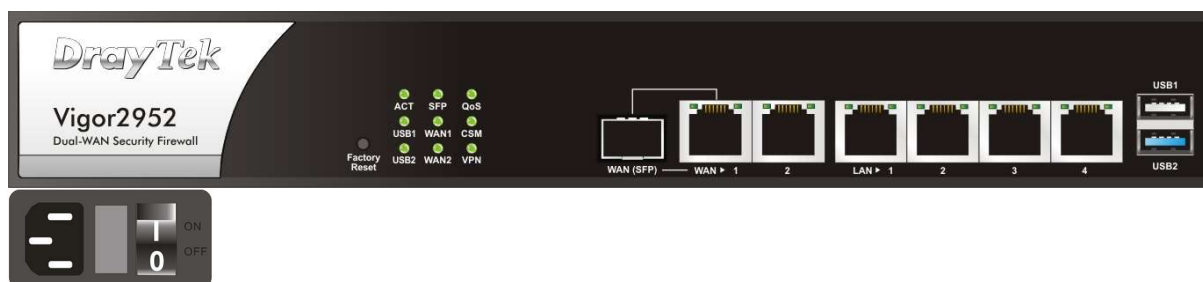 DrayTek
Vigor2952
Dual-WAN Security Firewall
Factory
Reset
ACT SFP QoS
USB1 WAN1 CSM
USB2 WAN2 VPN
WAN (SFP) WAN 1 2 LAN 1 2 3 4
USB1
USB2
ON
OFF
I
0